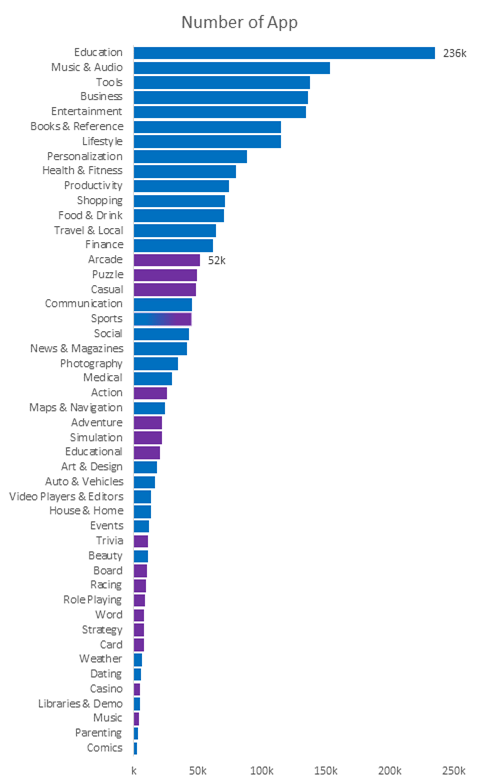 Number of App
Education 236k
Music & Audio
Tools
Business
Entertainment
Books & Reference
Lifestyle
Personalization
Health & Fitness
Productivity
Shopping
Food & Drink
Travel & Local
Finance
Arcade 52k
Puzzle
Casual
Communication
Sports
Social
News & Magazines
Photography
Medical
Action
Maps & Navigation
Adventure
Simulation
Educational
Art & Design
Auto & Vehicles
Video Players & Editors
House & Home
Events
Trivia
Beauty
Board
Racing
Role Playing
Word
Strategy
Card
Weather
Dating
Casino
Libraries & Demo
Music
Parenting
Comics
k 50k 100k 150k 200k 250k